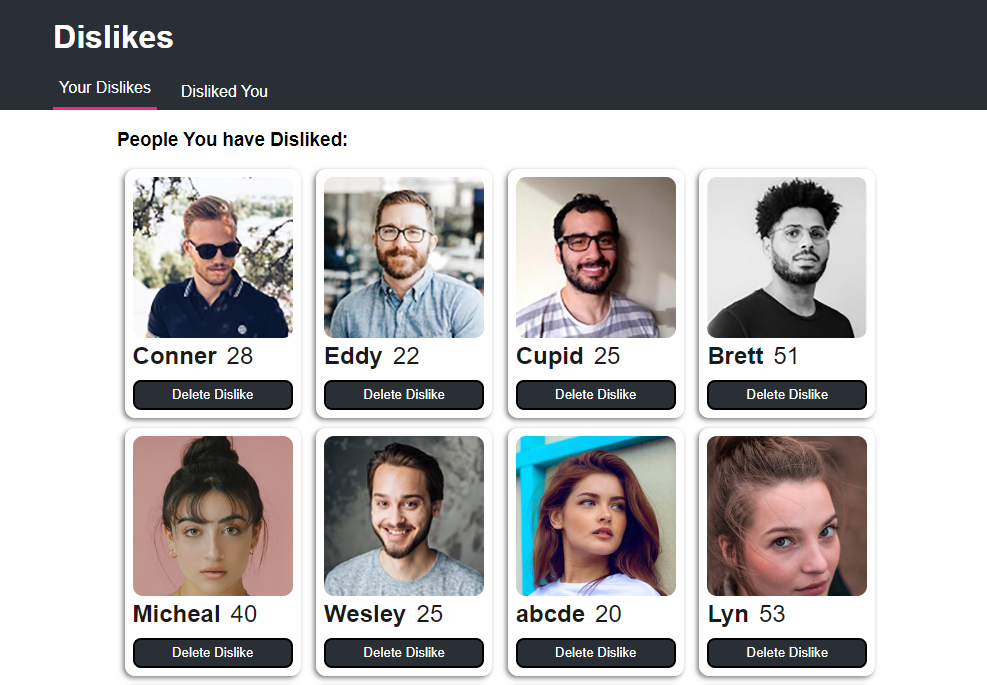 Dislikes
Your Dislikes Disliked You
People You have Disliked:
Conner 28 Eddy 22 Cupid 25 Brett 51
Delete Dislike Delete Dislike Delete Dislike Delete Dislike
Micheal 40 Wesley 25 abcde 20 Lyn 53
Delete Dislike Delete Dislike Delete Dislike Delete Dislike